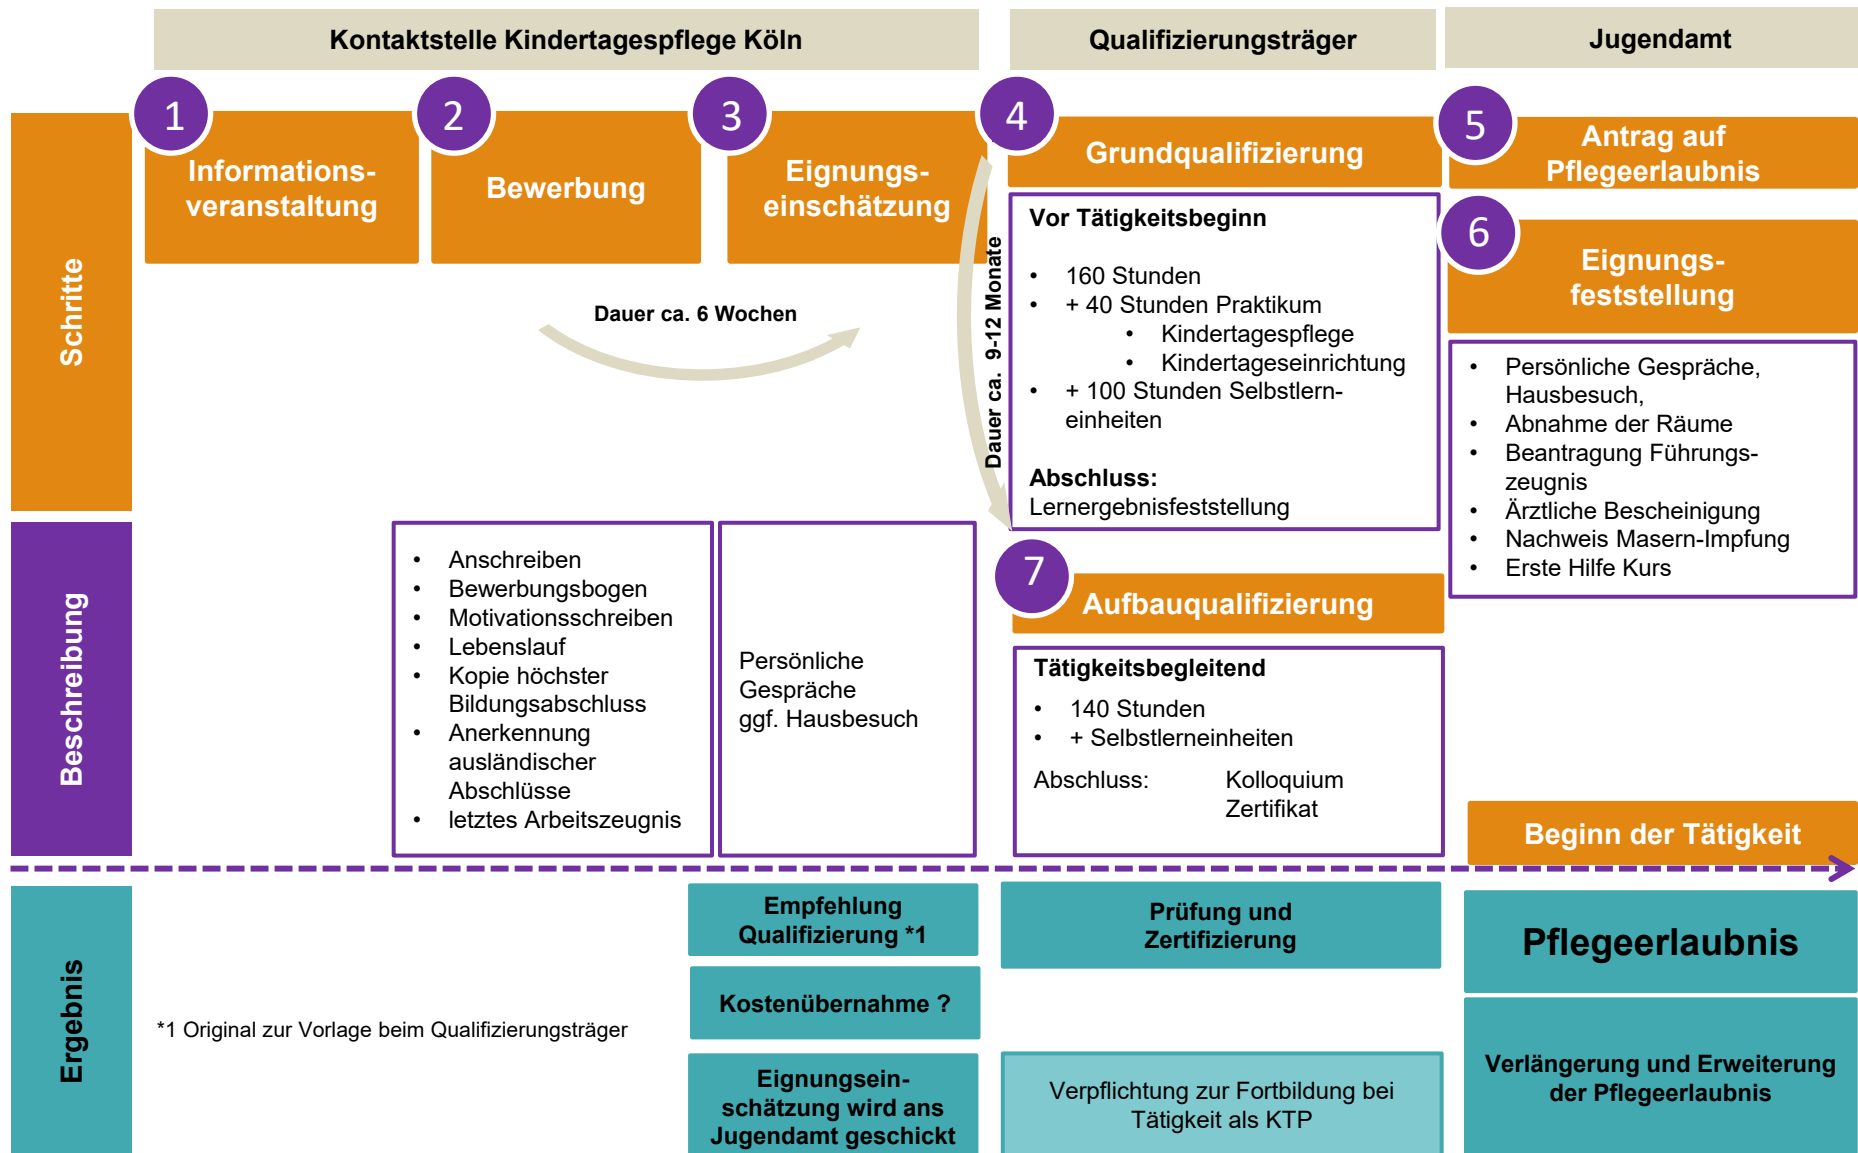 Kontaktstelle Kindertagespflege Köln
Qualifizierungsträger
Jugendamt
Schritte
1
Informations-
veranstaltung
2
Bewerbung
3
Eignungs-
einschätzung
Dauer ca. 6 Wochen
Dauer ca. 9-12 Monate
4
Grundqualifizierung
Vor Tätigkeitsbeginn
• 160 Stunden
• + 40 Stunden Praktikum
• Kindertagespflege
• Kindertageseinrichtung
• + 100 Stunden Selbstlern-
einheiten
Abschluss:
Lernergebnisfeststellung
5
Antrag auf
Pflegeerlaubnis
6
Eignungs-
feststellung
• Persönliche Gespräche,
Hausbesuch,
• Abnahme der Räume
• Beantragung Führungs-
zeugnis
• Ärztliche Bescheinigung
• Nachweis Masern-Impfung
• Erste Hilfe Kurs
Beschreibung
• Anschreiben
• Bewerbungsbogen
• Motivationsschreiben
• Lebenslauf
• Kopie höchster
Bildungsabschluss
• Anerkennung
ausländischer
Abschlüsse
• letztes Arbeitszeugnis
Persönliche
Gespräche
ggf. Hausbesuch
7
Aufbauqualifizierung
Tätigkeitsbegleitend
• 140 Stunden
• + Selbstlerneinheiten
Abschluss: Kolloquium
Zertifikat
Beginn der Tätigkeit
Ergebnis
*1 Original zur Vorlage beim Qualifizierungsträger
Empfehlung
Qualifizierung *1
Kostenübernahme ?
Eignungsein-
schätzung wird ans
Jugendamt geschickt
Prüfung und
Zertifizierung
Verpflichtung zur Fortbildung bei
Tätigkeit als KTP
Pflegeerlaubnis
Verlängerung und Erweiterung
der Pflegeerlaubnis